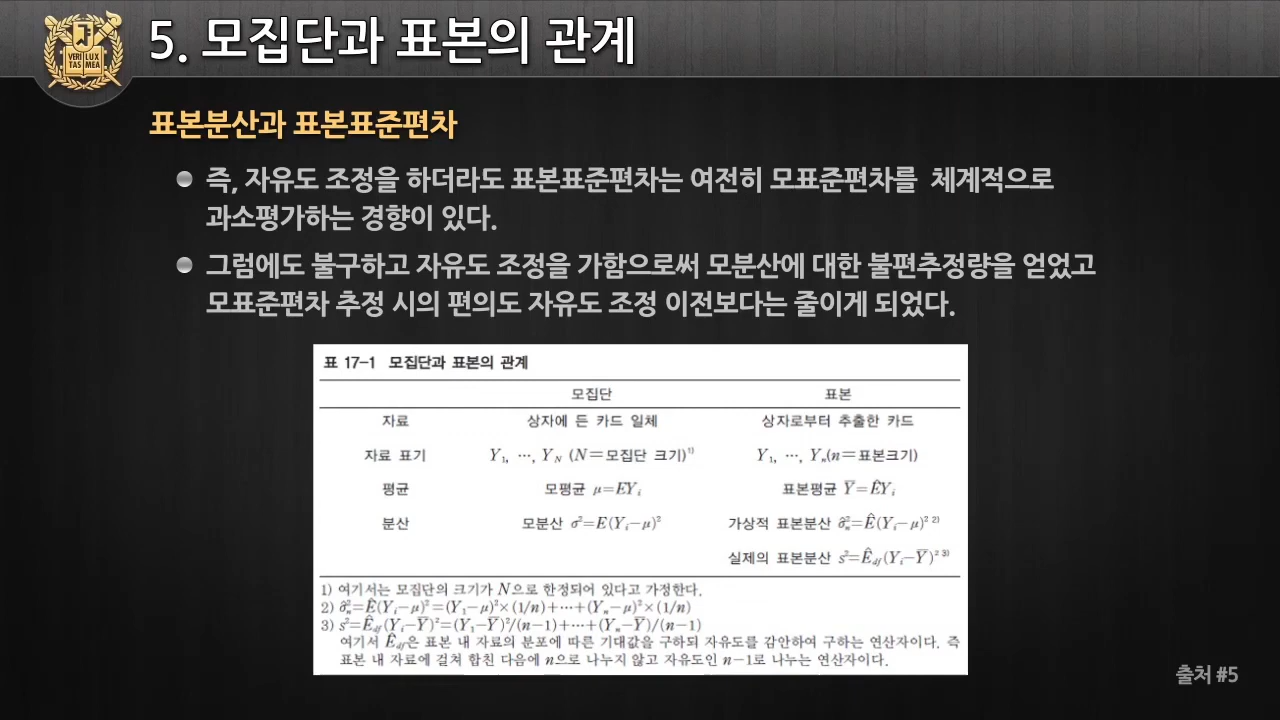 5. 모집단과 표본의 관계
VERI LUX
TAS MEA
표본분산과 표본표준편차
즉, 자유도 조정을 하더라도 표본표준편차는 여전히 모표준편차를 체계적으로
과소평가하는 경향이 있다.
그럼에도 불구하고 자유도 조정을 가함으로써 모분산에 대한 불편추정량을 얻었고
모표준편차 추정 시의 편의도 자유도 조정 이전보다는 줄이게 되었다.
표 17-1 모집단과 표본의 관계
모집단 표본
자료 상자에 든 카드 일체 상자로부터 추출한 카드
자료 표기 Y₁, ⋯, Y_N (N=모집단 크기)¹⁾ Y₁, ⋯, Yₙ(n=표본크기)
평균 모평균 μ=EYᵢ 표본평균 Ȳ=ÊYᵢ
분산 모분산 σ²=E(Yᵢ−μ)² 가상적 표본분산 σ̂ₙ²=Ê(Yᵢ−μ)² ²⁾
실제의 표본분산 s²=Ê_df(Yᵢ−Ȳ)² ³⁾
1) 여기서는 모집단의 크기가 N으로 한정되어 있다고 가정한다.
2) σ̂ₙ²=Ê(Yᵢ−μ)²=(Y₁−μ)²×(1/n)+⋯+(Yₙ−μ)²×(1/n)
3) s²=Ê_df(Yᵢ−Ȳ)²=(Y₁−Ȳ)²/(n−1)+⋯+(Yₙ−Ȳ)/(n−1)
여기서 Ê_df은 표본 내 자료의 분포에 따른 기대값을 구하되 자유도를 감안하여 구하는 연산자이다. 즉
표본 내 자료에 걸쳐 합친 다음에 n으로 나누지 않고 자유도인 n−1로 나누는 연산자이다.
출처 #5